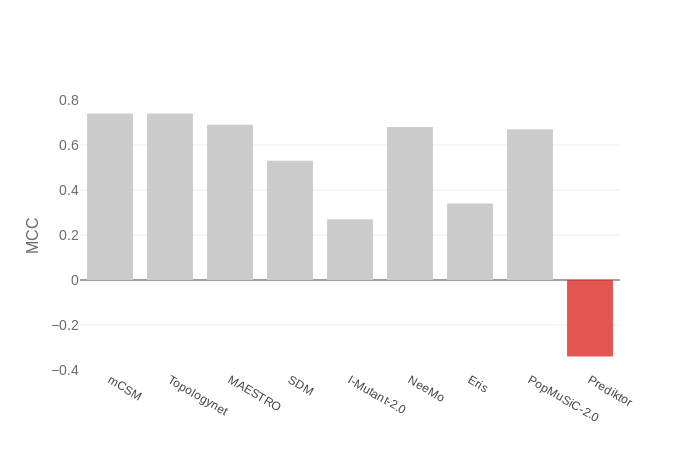 0.8
0.6
0.4
0.2
0
−0.2
−0.4
MCC
mCSM
Topologynet
MAESTRO
SDM
I-Mutant-2.0
NeeMo
Eris
PopMuSiC-2.0
Prediktor